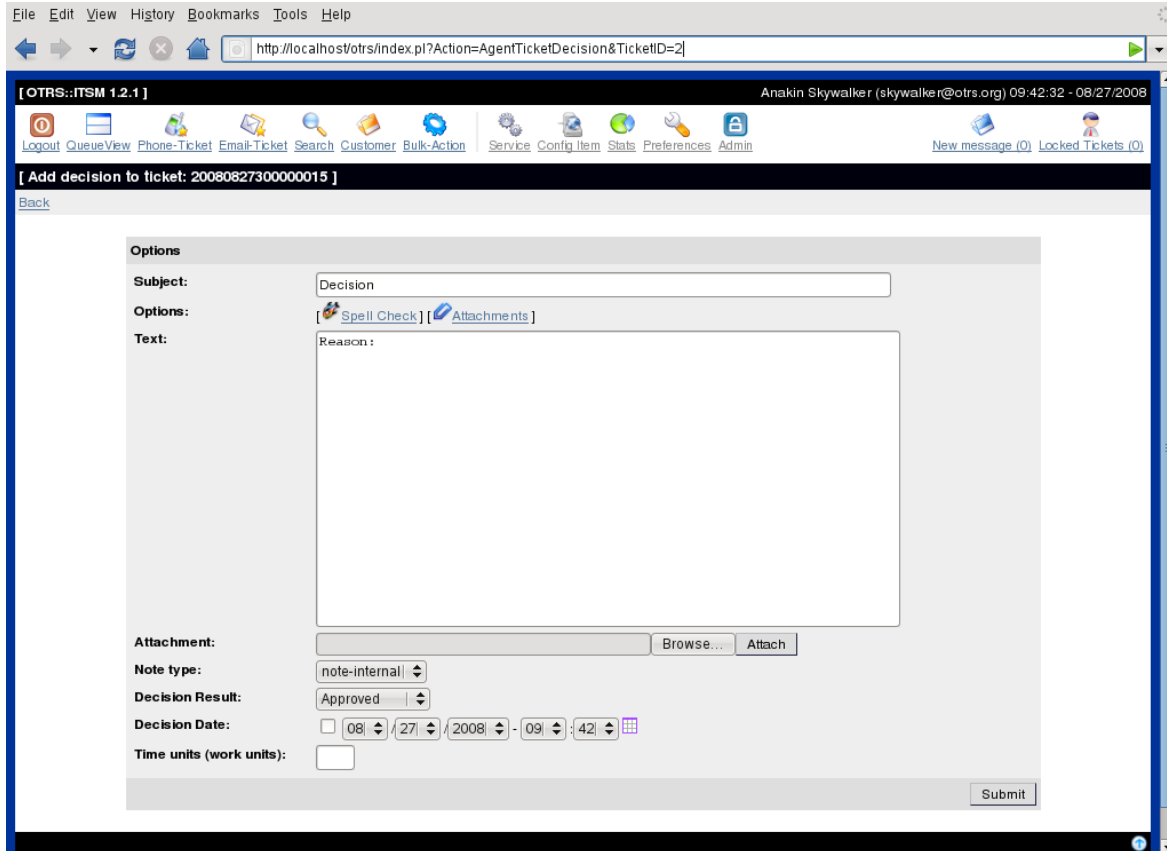 File Edit View History Bookmarks Tools Help
http://localhost/otrs/index.pl?Action=AgentTicketDecision&TicketID=2
[ OTRS::ITSM 1.2.1 ] Anakin Skywalker (skywalker@otrs.org) 09:42:32 - 08/27/2008
Logout QueueView Phone-Ticket Email-Ticket Search Customer Bulk-Action Service Config Item Stats Preferences Admin New message (0) Locked Tickets (0)
[ Add decision to ticket: 20080827300000015 ]
Back
Options
Subject: Decision
Options: [ Spell Check ] [ Attachments ]
Text: Reason:
Attachment: Browse... Attach
Note type: note-internal
Decision Result: Approved
Decision Date: 08 / 27 / 2008 - 09 : 42
Time units (work units):
Submit